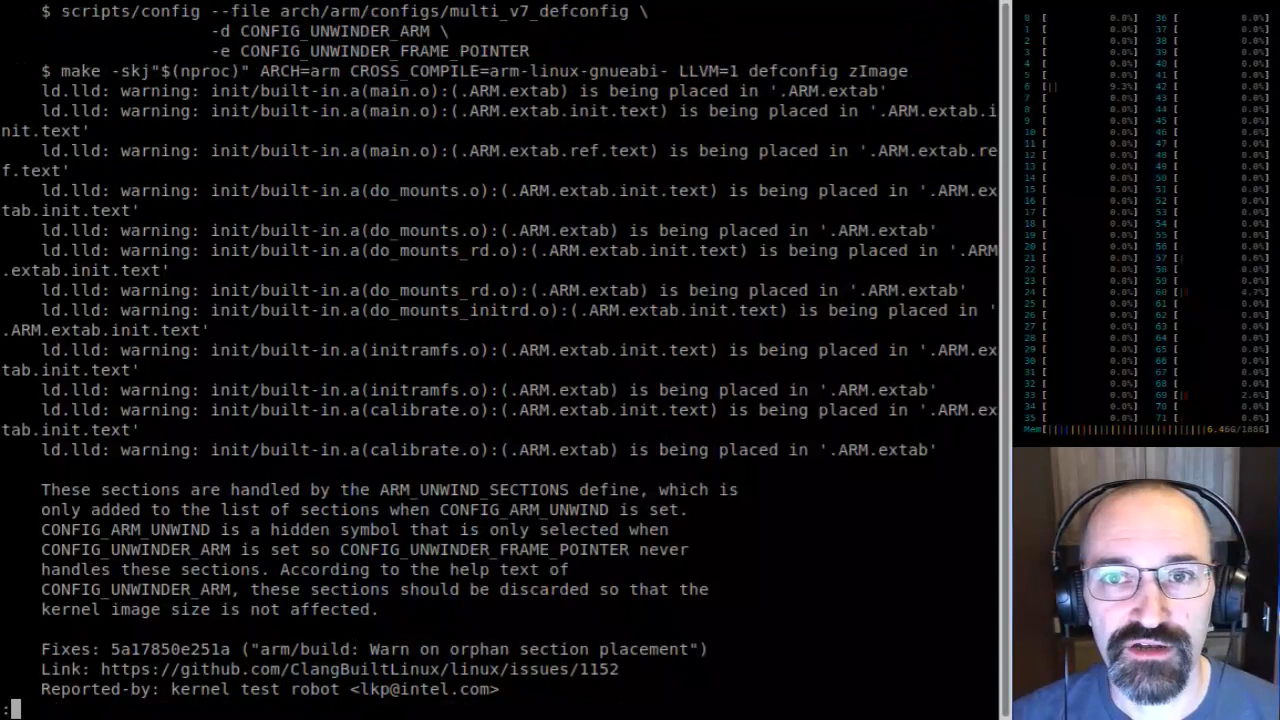 $ scripts/config --file arch/arm/configs/multi_v7_defconfig \
-d CONFIG_UNWINDER_ARM \
-e CONFIG_UNWINDER_FRAME_POINTER
$ make -skj"$(nproc)" ARCH=arm CROSS_COMPILE=arm-linux-gnueabi- LLVM=1 defconfig zImage
ld.lld: warning: init/built-in.a(main.o):(.ARM.extab) is being placed in '.ARM.extab'
ld.lld: warning: init/built-in.a(main.o):(.ARM.extab.init.text) is being placed in '.ARM.extab.i
nit.text'
ld.lld: warning: init/built-in.a(main.o):(.ARM.extab.ref.text) is being placed in '.ARM.extab.re
f.text'
ld.lld: warning: init/built-in.a(do_mounts.o):(.ARM.extab.init.text) is being placed in '.ARM.ex
tab.init.text'
ld.lld: warning: init/built-in.a(do_mounts.o):(.ARM.extab) is being placed in '.ARM.extab'
ld.lld: warning: init/built-in.a(do_mounts_rd.o):(.ARM.extab.init.text) is being placed in '.ARM
.extab.init.text'
ld.lld: warning: init/built-in.a(do_mounts_rd.o):(.ARM.extab) is being placed in '.ARM.extab'
ld.lld: warning: init/built-in.a(do_mounts_initrd.o):(.ARM.extab.init.text) is being placed in '
.ARM.extab.init.text'
ld.lld: warning: init/built-in.a(initramfs.o):(.ARM.extab.init.text) is being placed in '.ARM.ex
tab.init.text'
ld.lld: warning: init/built-in.a(initramfs.o):(.ARM.extab) is being placed in '.ARM.extab'
ld.lld: warning: init/built-in.a(calibrate.o):(.ARM.extab.init.text) is being placed in '.ARM.ex
tab.init.text'
ld.lld: warning: init/built-in.a(calibrate.o):(.ARM.extab) is being placed in '.ARM.extab'
These sections are handled by the ARM_UNWIND_SECTIONS define, which is
only added to the list of sections when CONFIG_ARM_UNWIND is set.
CONFIG_ARM_UNWIND is a hidden symbol that is only selected when
CONFIG_UNWINDER_ARM is set so CONFIG_UNWINDER_FRAME_POINTER never
handles these sections. According to the help text of
CONFIG_UNWINDER_ARM, these sections should be discarded so that the
kernel image size is not affected.
Fixes: 5a17850e251a ("arm/build: Warn on orphan section placement")
Link: https://github.com/ClangBuiltLinux/linux/issues/1152
Reported-by: kernel test robot <lkp@intel.com>
: